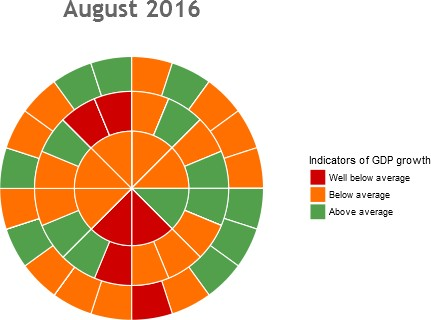 August 2016
Indicators of GDP growth
Well below average
Below average
Above average